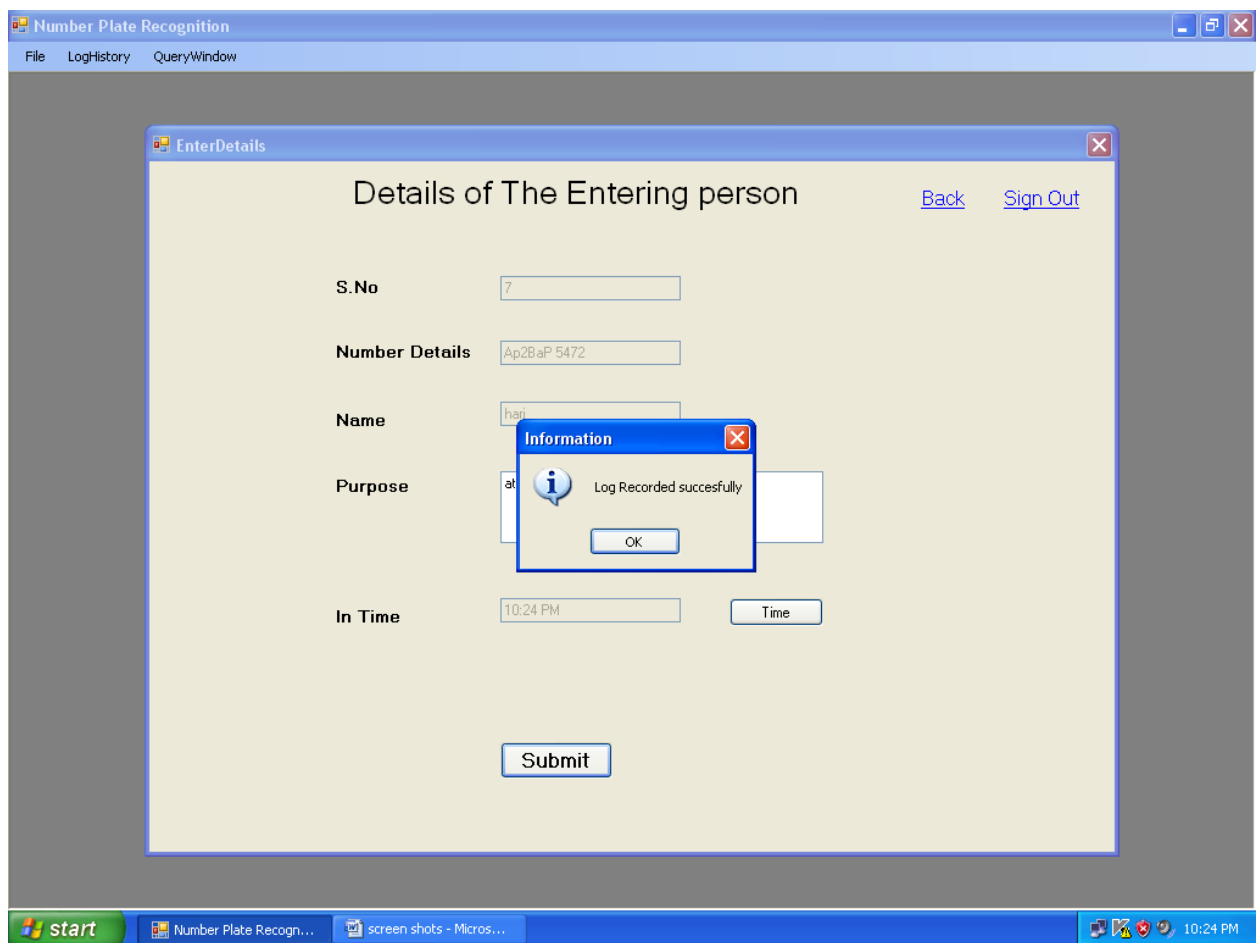 Number Plate Recognition
File LogHistory QueryWindow
EnterDetails
Details of The Entering person
Back Sign Out
S.No 7
Number Details Ap2BaP 5472
Name hari
Information
Purpose at
Log Recorded succesfully
OK
In Time 10:24 PM Time
Submit
start Number Plate Recogn... screen shots - Micros... 10:24 PM